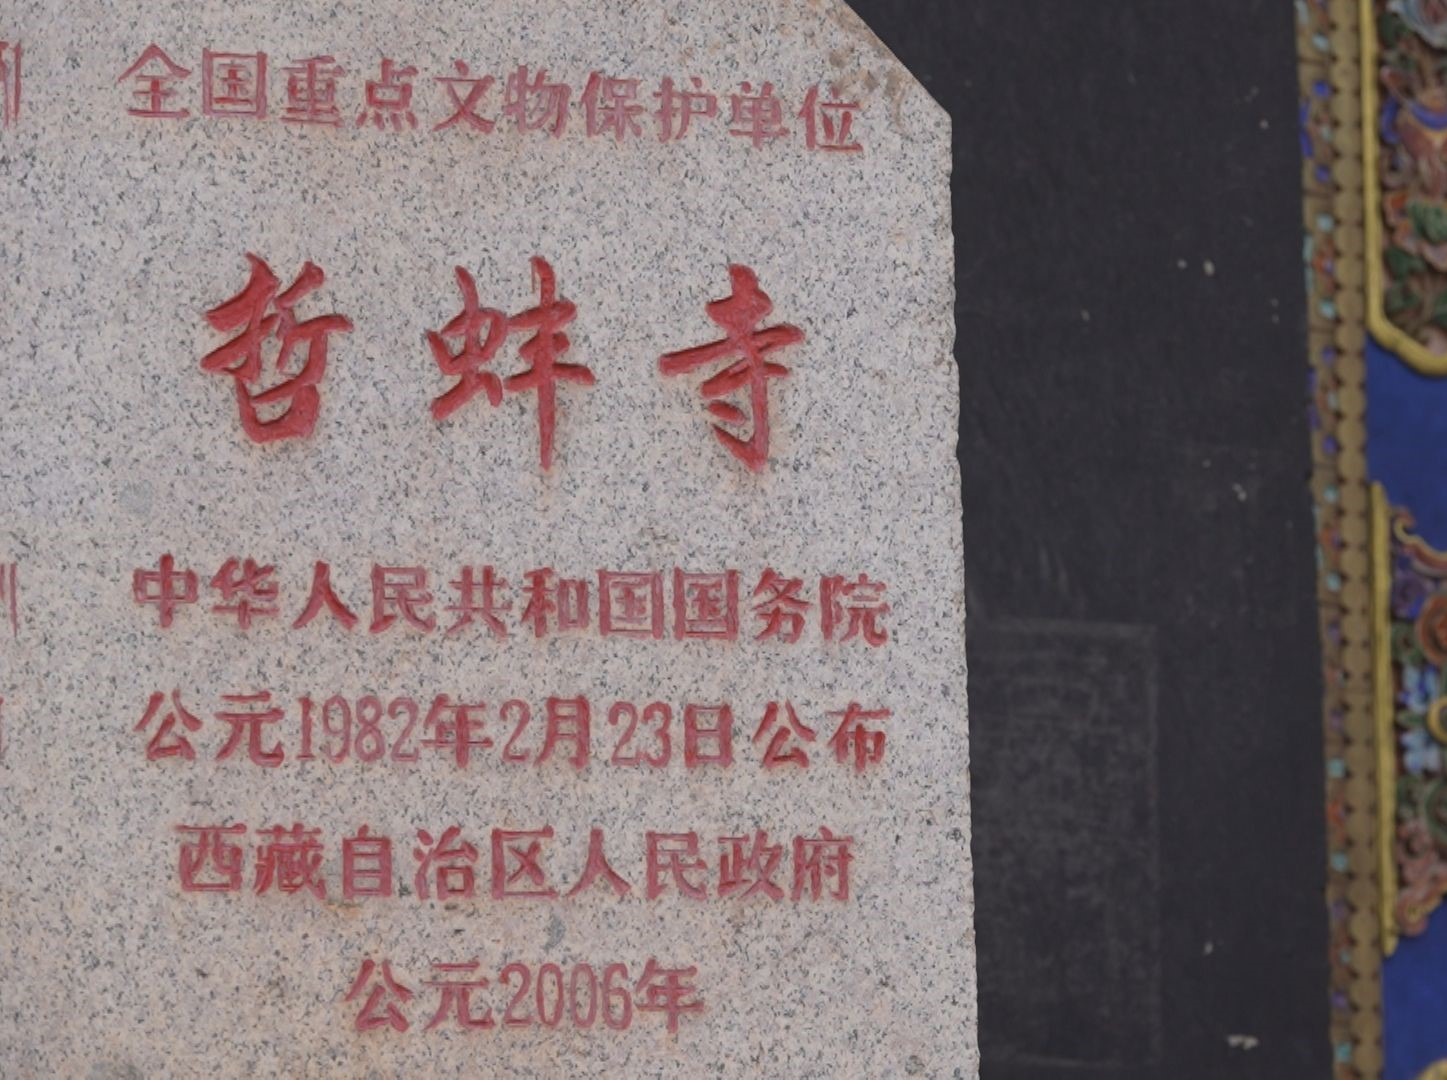 全国重点文物保护单位
哲蚌寺
中华人民共和国国务院
公元1982年2月23日公布
西藏自治区人民政府
公元2006年